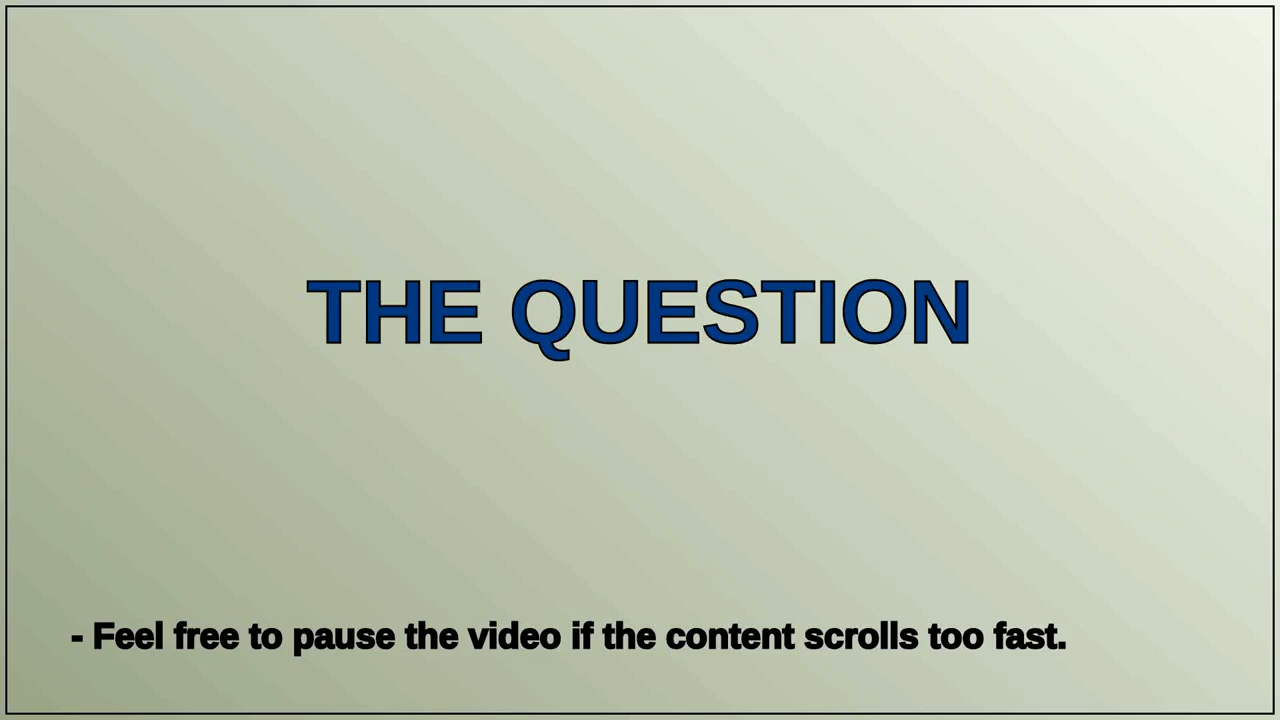 THE QUESTION
- Feel free to pause the video if the content scrolls too fast.